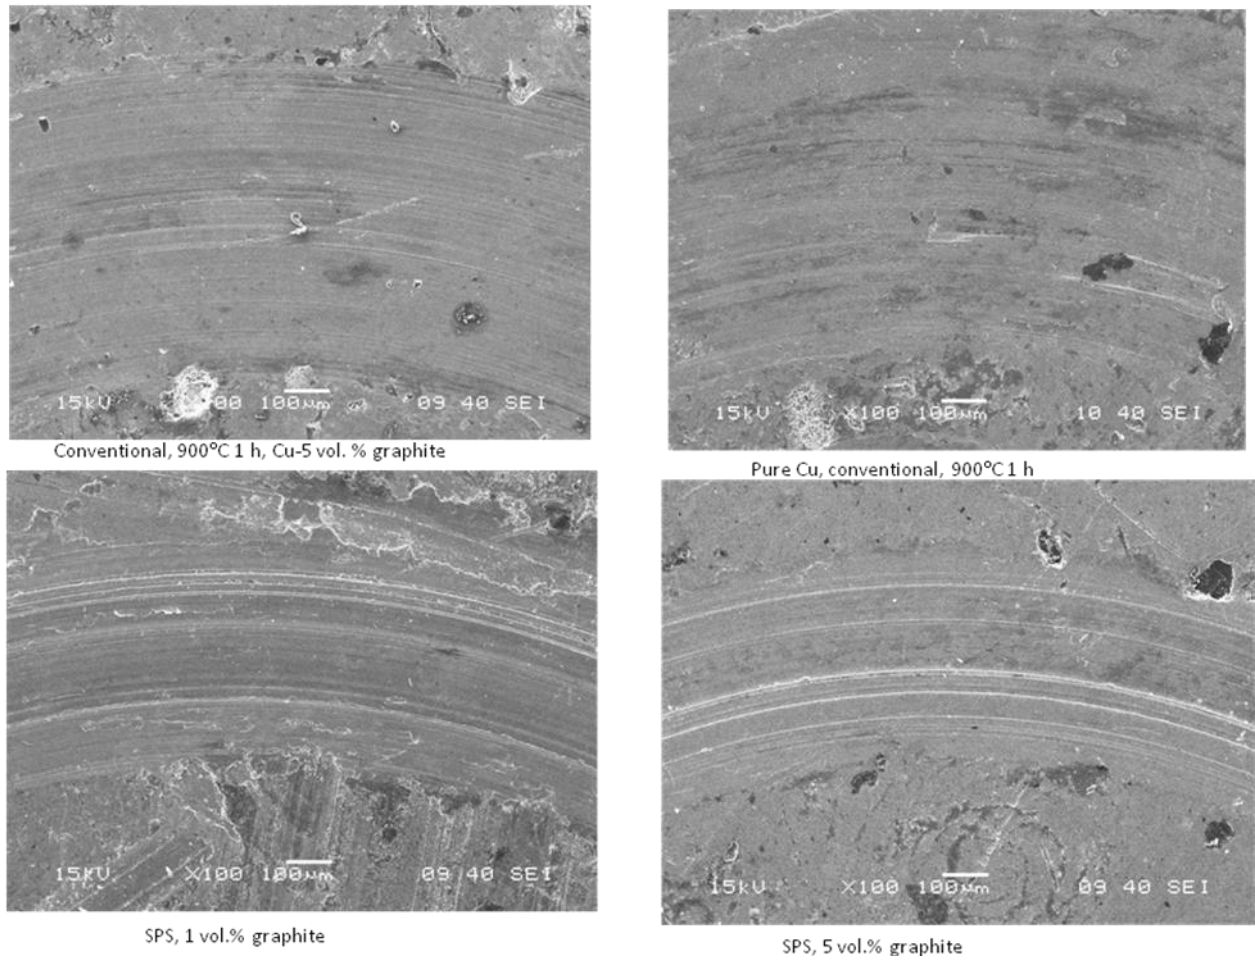 15kV 100µm 09 40 SEI
Conventional, 900°C 1 h, Cu-5 vol. % graphite
15kV X100 100µm 10 40 SEI
Pure Cu, conventional, 900°C 1 h
15kV X100 100µm 09 40 SEI
SPS, 1 vol.% graphite
15kV X100 100µm 09 40 SEI
SPS, 5 vol.% graphite